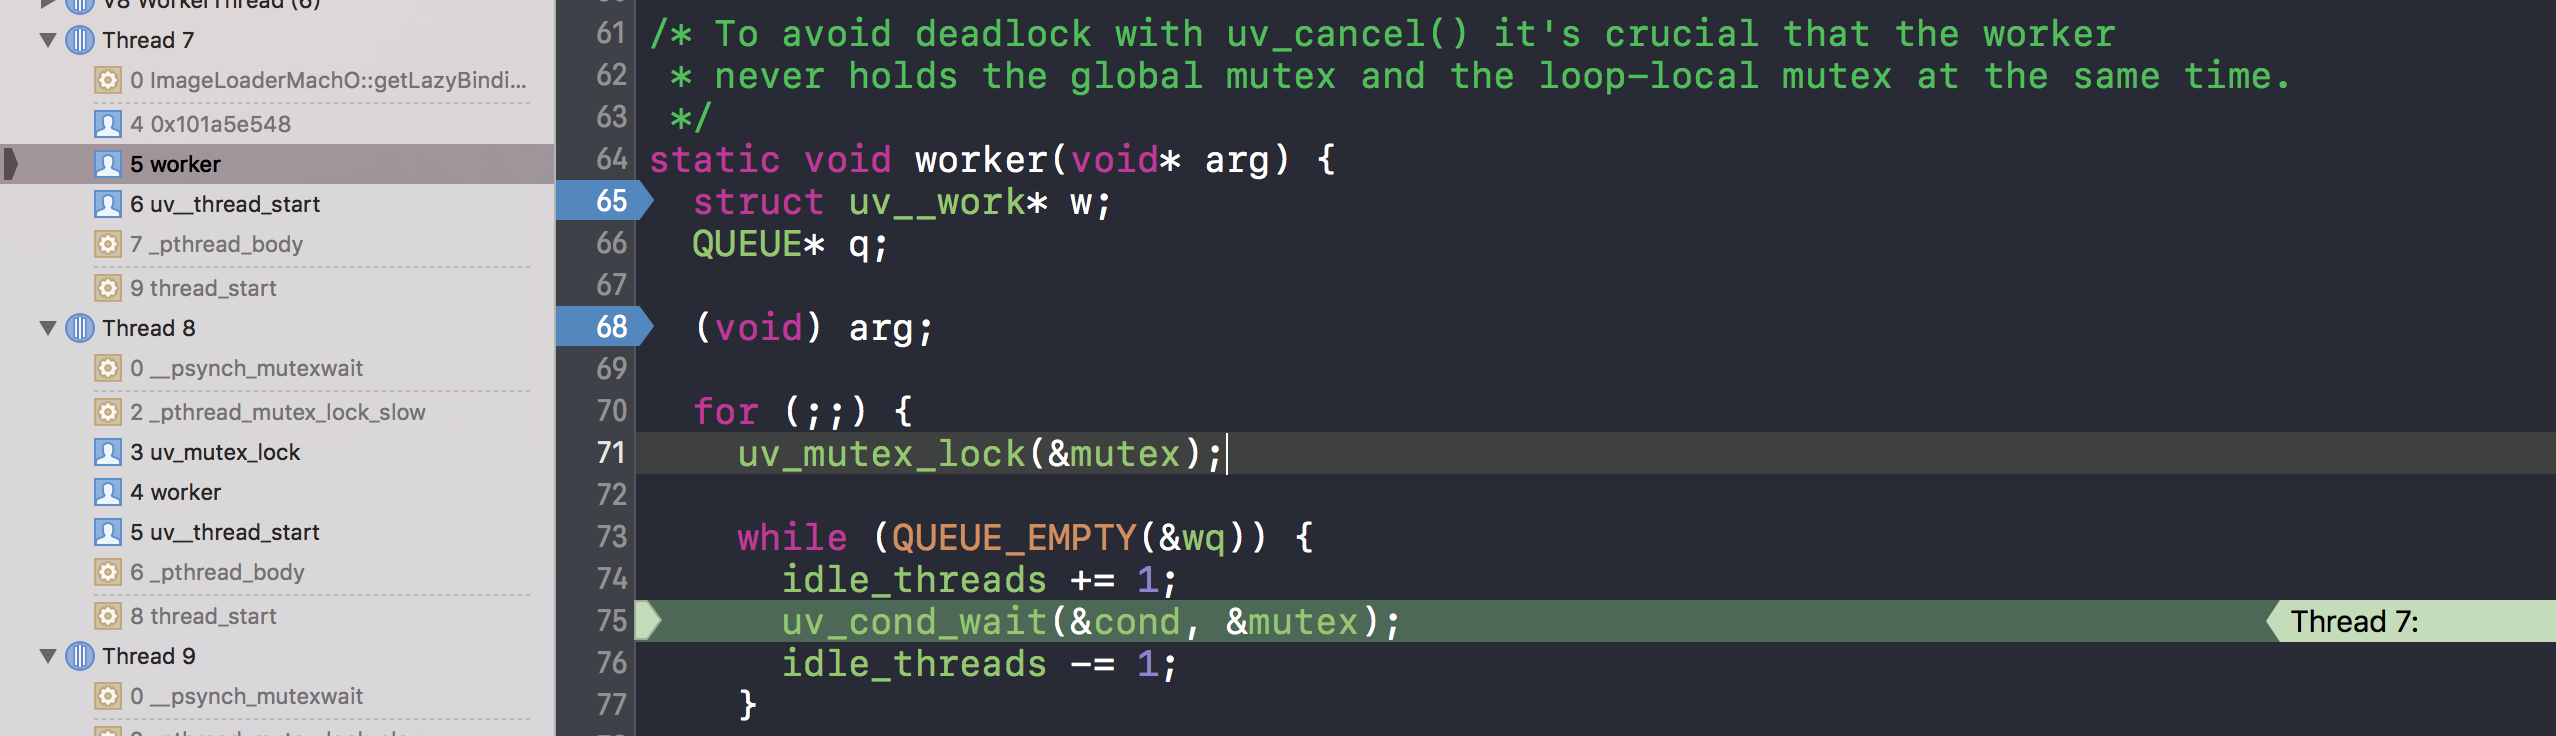 V8 WorkerThread (6)
Thread 7
0 ImageLoaderMachO::getLazyBindi...
4 0x101a5e548
5 worker
6 uv__thread_start
7 _pthread_body
9 thread_start
Thread 8
0 __psynch_mutexwait
2 _pthread_mutex_lock_slow
3 uv_mutex_lock
4 worker
5 uv__thread_start
6 _pthread_body
8 thread_start
Thread 9
0 __psynch_mutexwait
61 /* To avoid deadlock with uv_cancel() it's crucial that the worker
62 * never holds the global mutex and the loop-local mutex at the same time.
63 */
64 static void worker(void* arg) {
65 struct uv__work* w;
66 QUEUE* q;
67
68 (void) arg;
69
70 for (;;) {
71 uv_mutex_lock(&mutex);
72
73 while (QUEUE_EMPTY(&wq)) {
74 idle_threads += 1;
75 uv_cond_wait(&cond, &mutex);
Thread 7:
76 idle_threads -= 1;
77 }